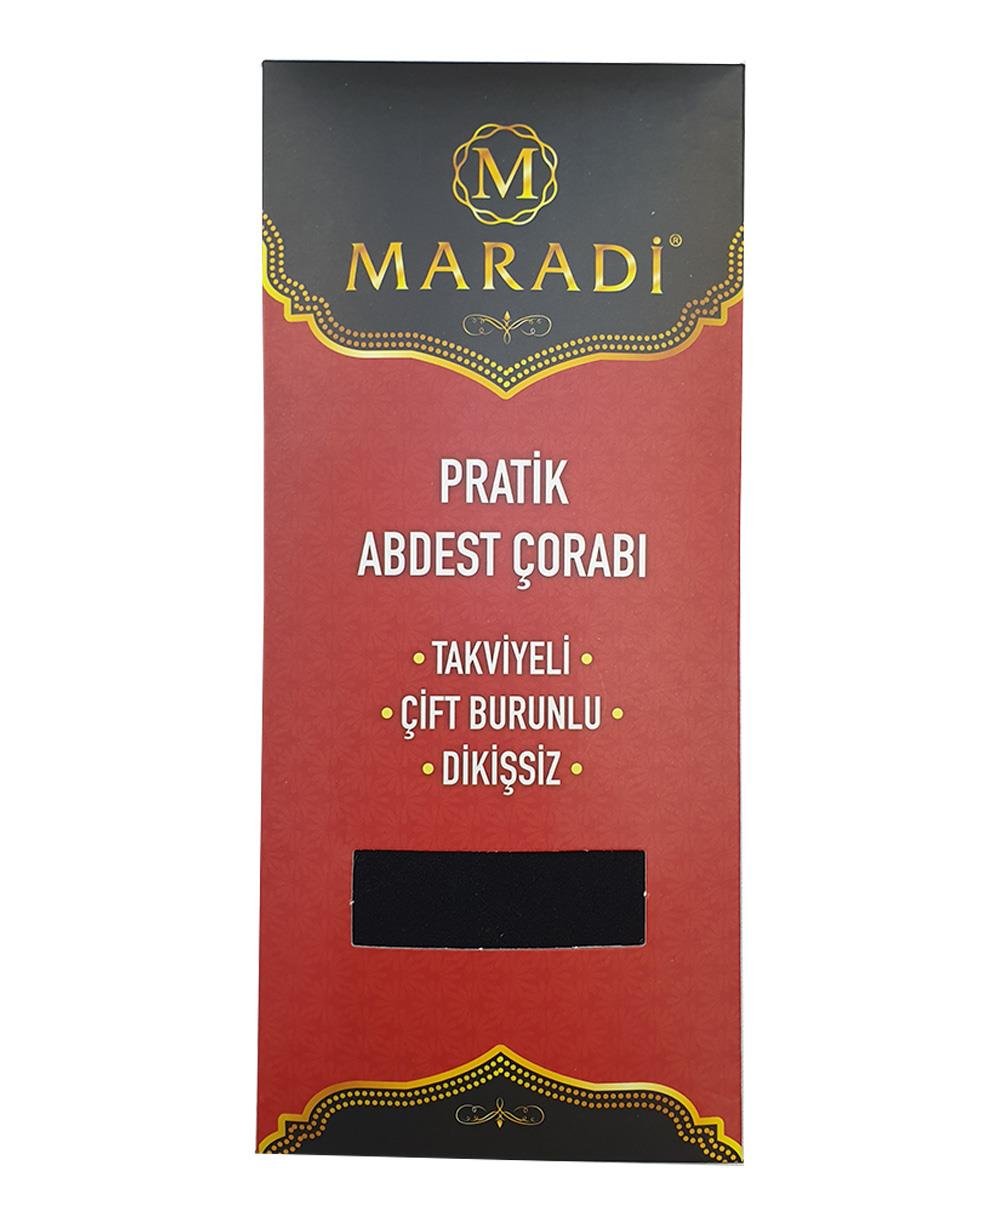 M
MARADİ®
PRATİK
ABDEST ÇORABI
• TAKVİYELİ •
• ÇİFT BURUNLU •
• DİKİŞSİZ •